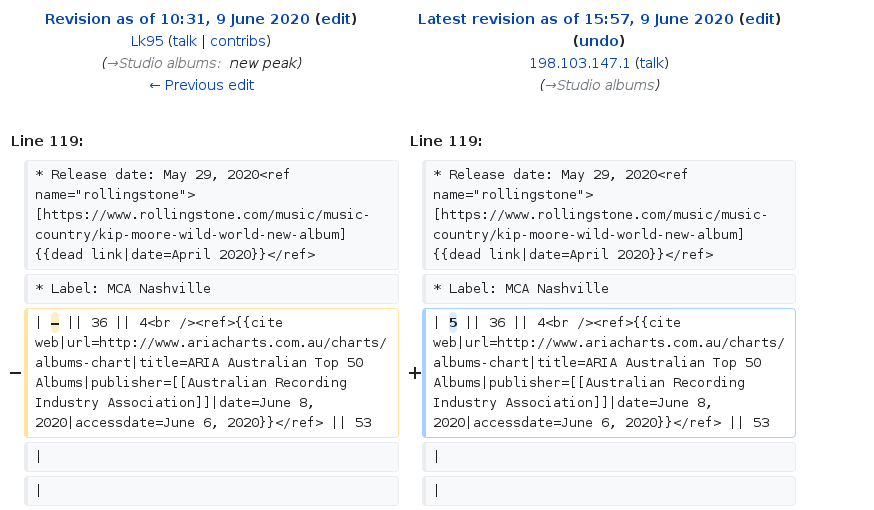 Revision as of 10:31, 9 June 2020 (edit)
Lk95 (talk | contribs)
(→Studio albums: new peak)
← Previous edit
Latest revision as of 15:57, 9 June 2020 (edit)
(undo)
198.103.147.1 (talk)
(→Studio albums)
Line 119:
Line 119:
* Release date: May 29, 2020<ref
name="rollingstone">
[https://www.rollingstone.com/music/music-
country/kip-moore-wild-world-new-album]
{{dead link|date=April 2020}}</ref>
* Release date: May 29, 2020<ref
name="rollingstone">
[https://www.rollingstone.com/music/music-
country/kip-moore-wild-world-new-album]
{{dead link|date=April 2020}}</ref>
* Label: MCA Nashville
* Label: MCA Nashville
−
| — || 36 || 4<br /><ref>{{cite
web|url=http://www.ariacharts.com.au/charts/
albums-chart|title=ARIA Australian Top 50
Albums|publisher=[[Australian Recording
Industry Association]]|date=June 8,
2020|accessdate=June 6, 2020}}</ref> || 53
+
| 5 || 36 || 4<br /><ref>{{cite
web|url=http://www.ariacharts.com.au/charts/
albums-chart|title=ARIA Australian Top 50
Albums|publisher=[[Australian Recording
Industry Association]]|date=June 8,
2020|accessdate=June 6, 2020}}</ref> || 53
|
|
|
|